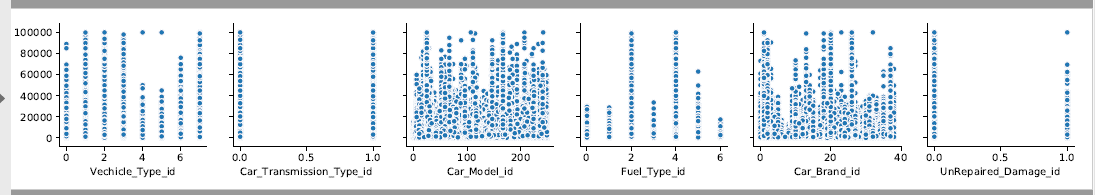 100000
80000
60000
40000
20000
0
0 2 4 6
Vechicle_Type_id
0.0 0.5 1.0
Car_Transmission_Type_id
0 100 200
Car_Model_id
0 2 4 6
Fuel_Type_id
0 20 40
Car_Brand_id
0.0 0.5 1.0
UnRepaired_Damage_id